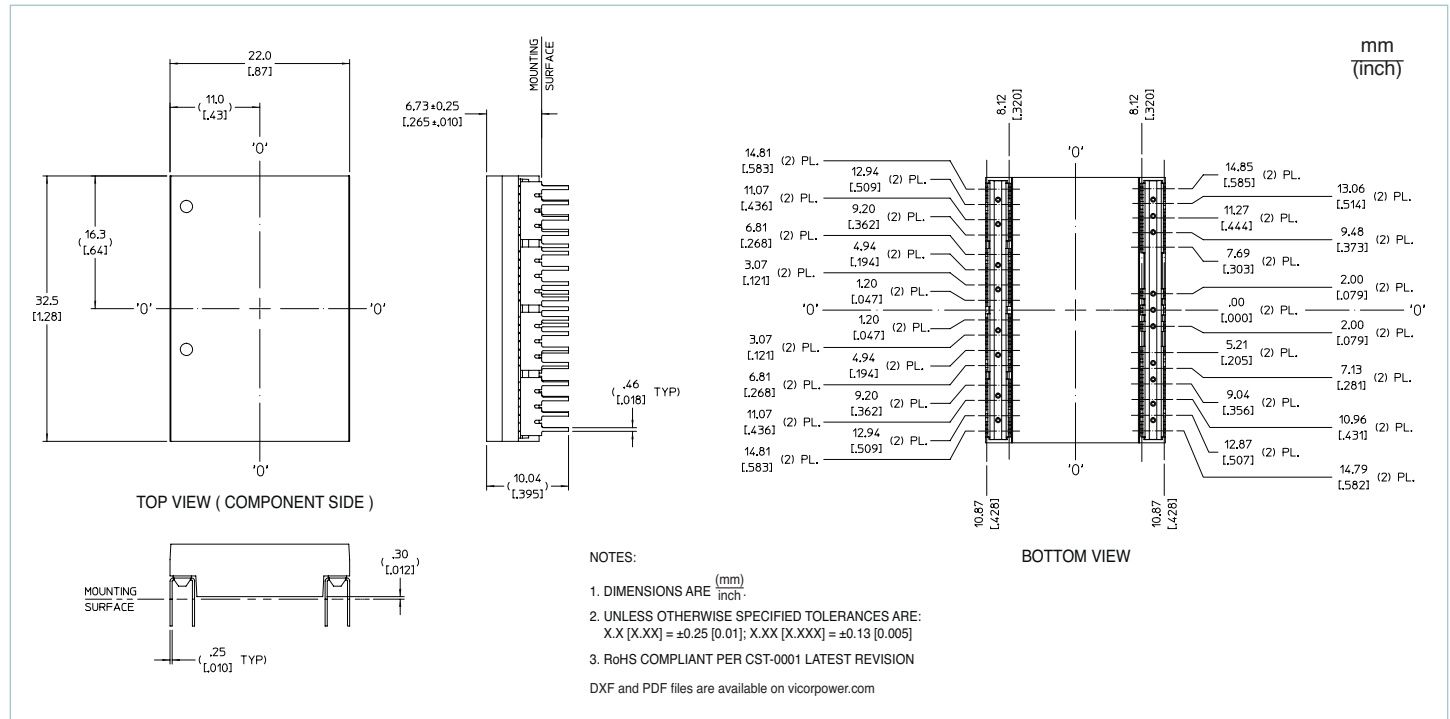 mm
(inch)
22.0
[.87]
( 11.0 )
[.43]
'0'
( 16.3 )
[.64]
32.5
[1.28]
'0'
'0'
'0'
TOP VIEW ( COMPONENT SIDE )
MOUNTING
SURFACE
6.73±0.25
[.265±.010]
( .46 TYP)
[.018]
( 10.04 )
[.395]
MOUNTING
SURFACE
( .30 )
[.012]
( .25 TYP)
[.010]
8.12
[.320]
8.12
[.320]
'0'
14.81
[.583] (2) PL.
12.94
[.509] (2) PL.
11.07
[.436] (2) PL.
9.20
[.362] (2) PL.
6.81
[.268] (2) PL.
4.94
[.194] (2) PL.
3.07
[.121] (2) PL.
1.20
[.047] (2) PL.
'0'
1.20
[.047] (2) PL.
3.07
[.121] (2) PL.
4.94
[.194] (2) PL.
6.81
[.268] (2) PL.
9.20
[.362] (2) PL.
11.07
[.436] (2) PL.
12.94
[.509] (2) PL.
14.81
[.583] (2) PL.
14.85
[.585] (2) PL.
13.06
[.514] (2) PL.
11.27
[.444] (2) PL.
9.48
[.373] (2) PL.
7.69
[.303] (2) PL.
2.00
[.079] (2) PL.
.00
[.000] (2) PL.
'0'
2.00
[.079] (2) PL.
5.21
[.205] (2) PL.
7.13
[.281] (2) PL.
9.04
[.356] (2) PL.
10.96
[.431] (2) PL.
12.87
[.507] (2) PL.
14.79
[.582] (2) PL.
'0'
10.87
[.428]
10.87
[.428]
BOTTOM VIEW
NOTES:
1. DIMENSIONS ARE (mm)
inch.
2. UNLESS OTHERWISE SPECIFIED TOLERANCES ARE:
X.X [X.XX] = ±0.25 [0.01]; X.XX [X.XXX] = ±0.13 [0.005]
3. RoHS COMPLIANT PER CST-0001 LATEST REVISION
DXF and PDF files are available on vicorpower.com